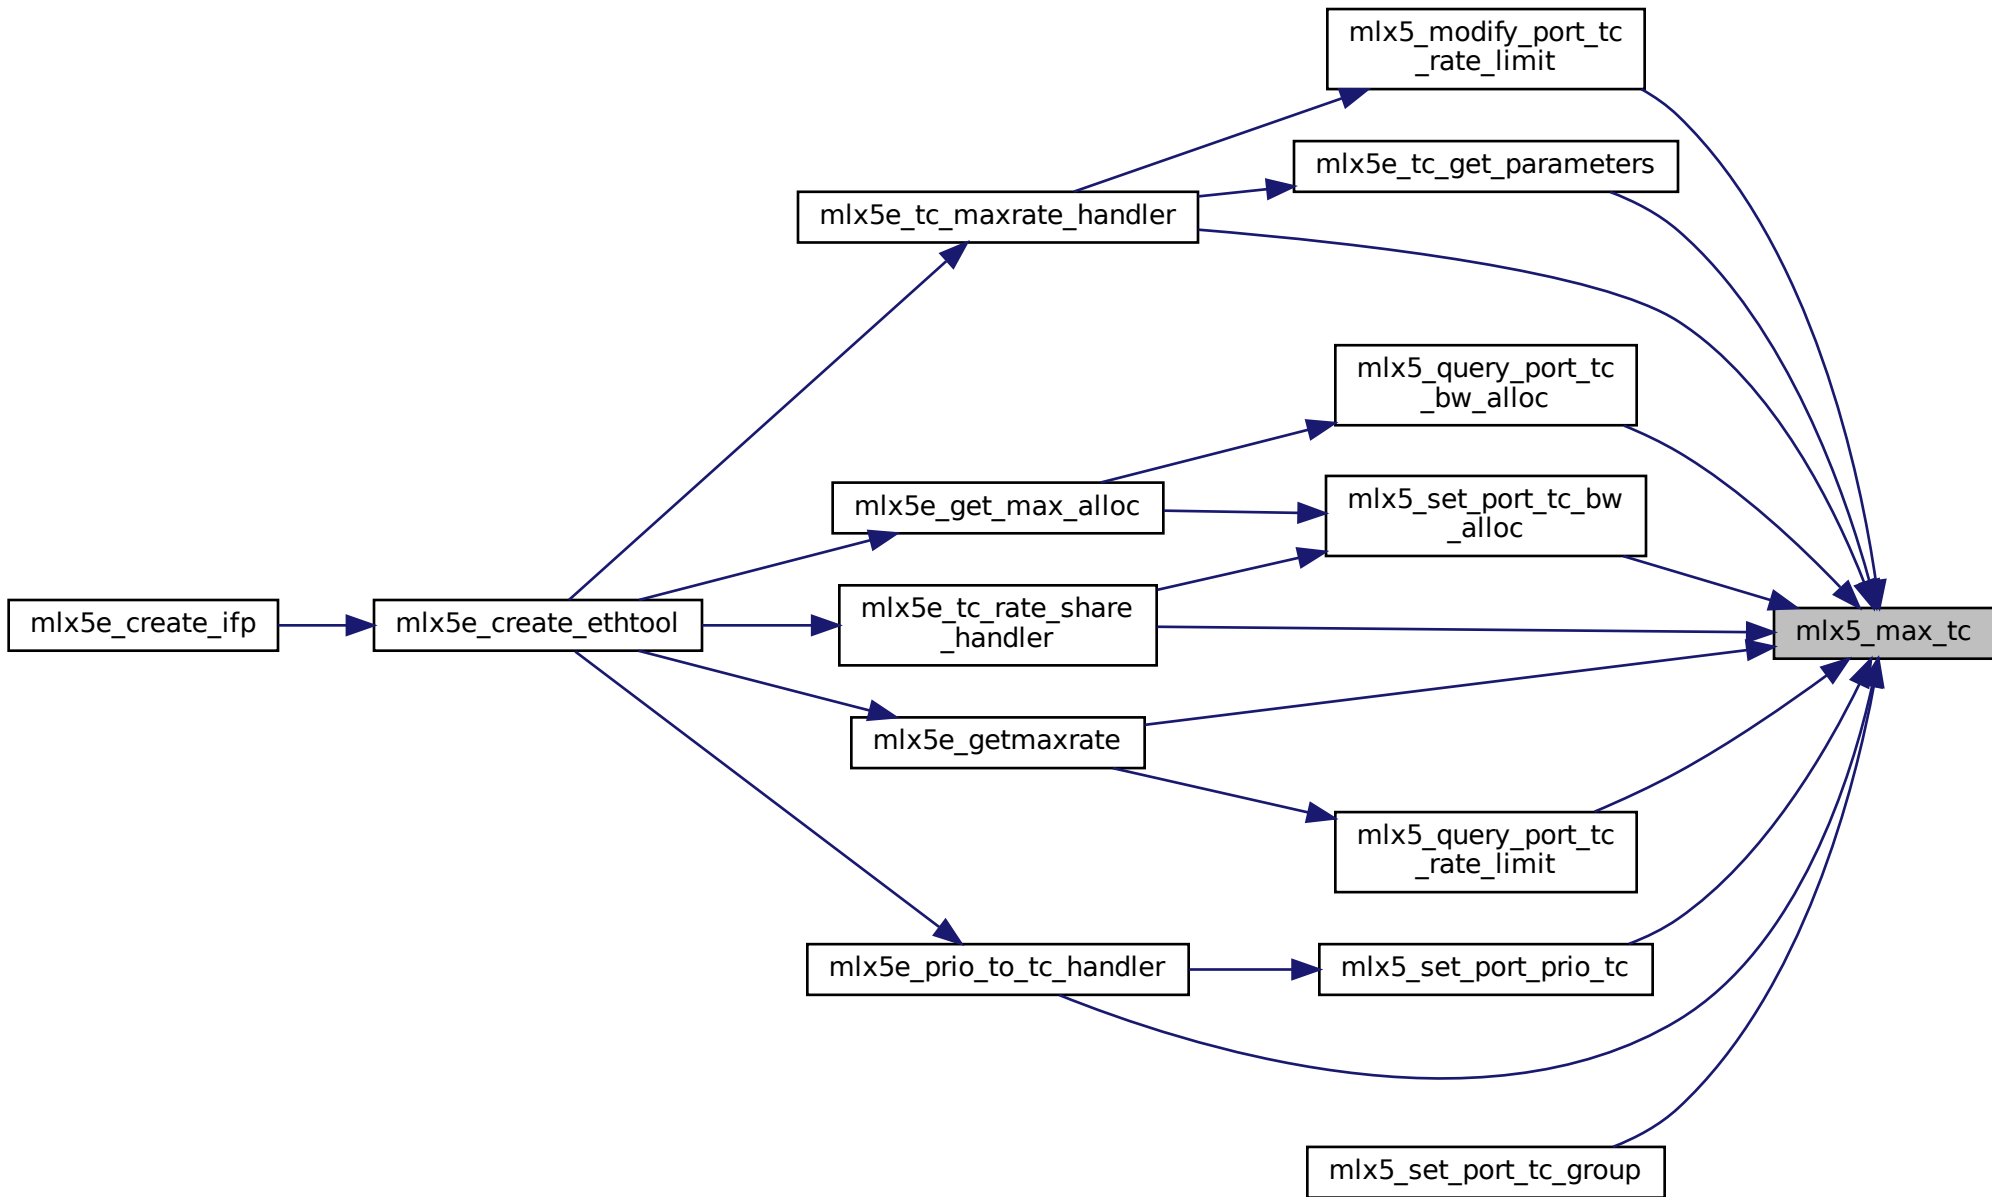 mlx5_modify_port_tc
_rate_limit
mlx5e_tc_get_parameters
mlx5e_tc_maxrate_handler
mlx5_query_port_tc
_bw_alloc
mlx5e_get_max_alloc
mlx5_set_port_tc_bw
_alloc
mlx5e_create_ifp
mlx5e_create_ethtool
mlx5e_tc_rate_share
_handler
mlx5_max_tc
mlx5e_getmaxrate
mlx5_query_port_tc
_rate_limit
mlx5e_prio_to_tc_handler
mlx5_set_port_prio_tc
mlx5_set_port_tc_group